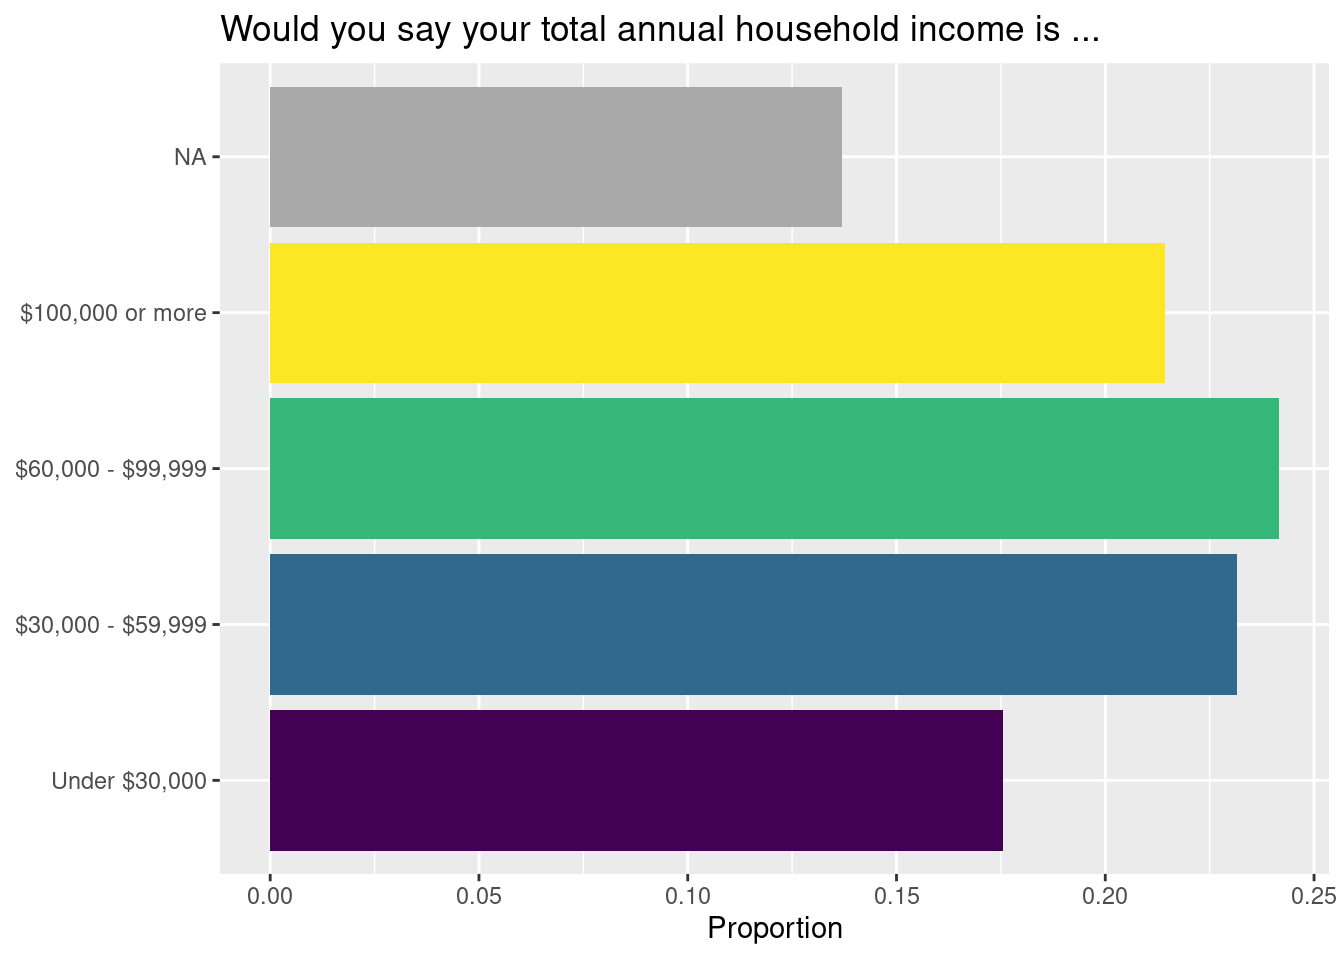 Would you say your total annual household income is ...
NA
$100,000 or more
$60,000 - $99,999
$30,000 - $59,999
Under $30,000
0.00 0.05 0.10 0.15 0.20 0.25
Proportion